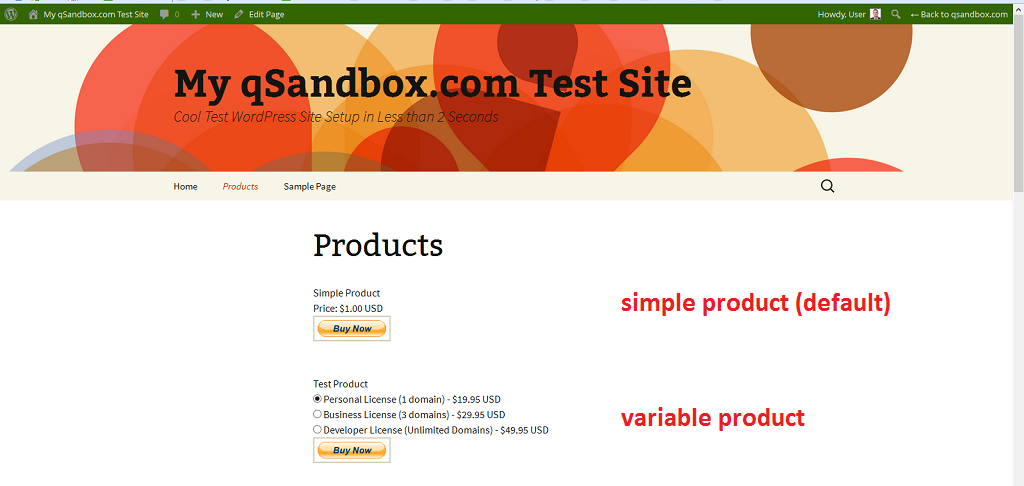 My qSandbox.com Test Site 0 New Edit Page Howdy, User ← Back to qsandbox.com
My qSandbox.com Test Site
Cool Test WordPress Site Setup in Less than 2 Seconds
Home Products Sample Page
Products
Simple Product
Price: $1.00 USD
simple product (default)
Buy Now
Test Product
Personal License (1 domain) - $19.95 USD
Business License (3 domains) - $29.95 USD
variable product
Developer License (Unlimited Domains) - $49.95 USD
Buy Now